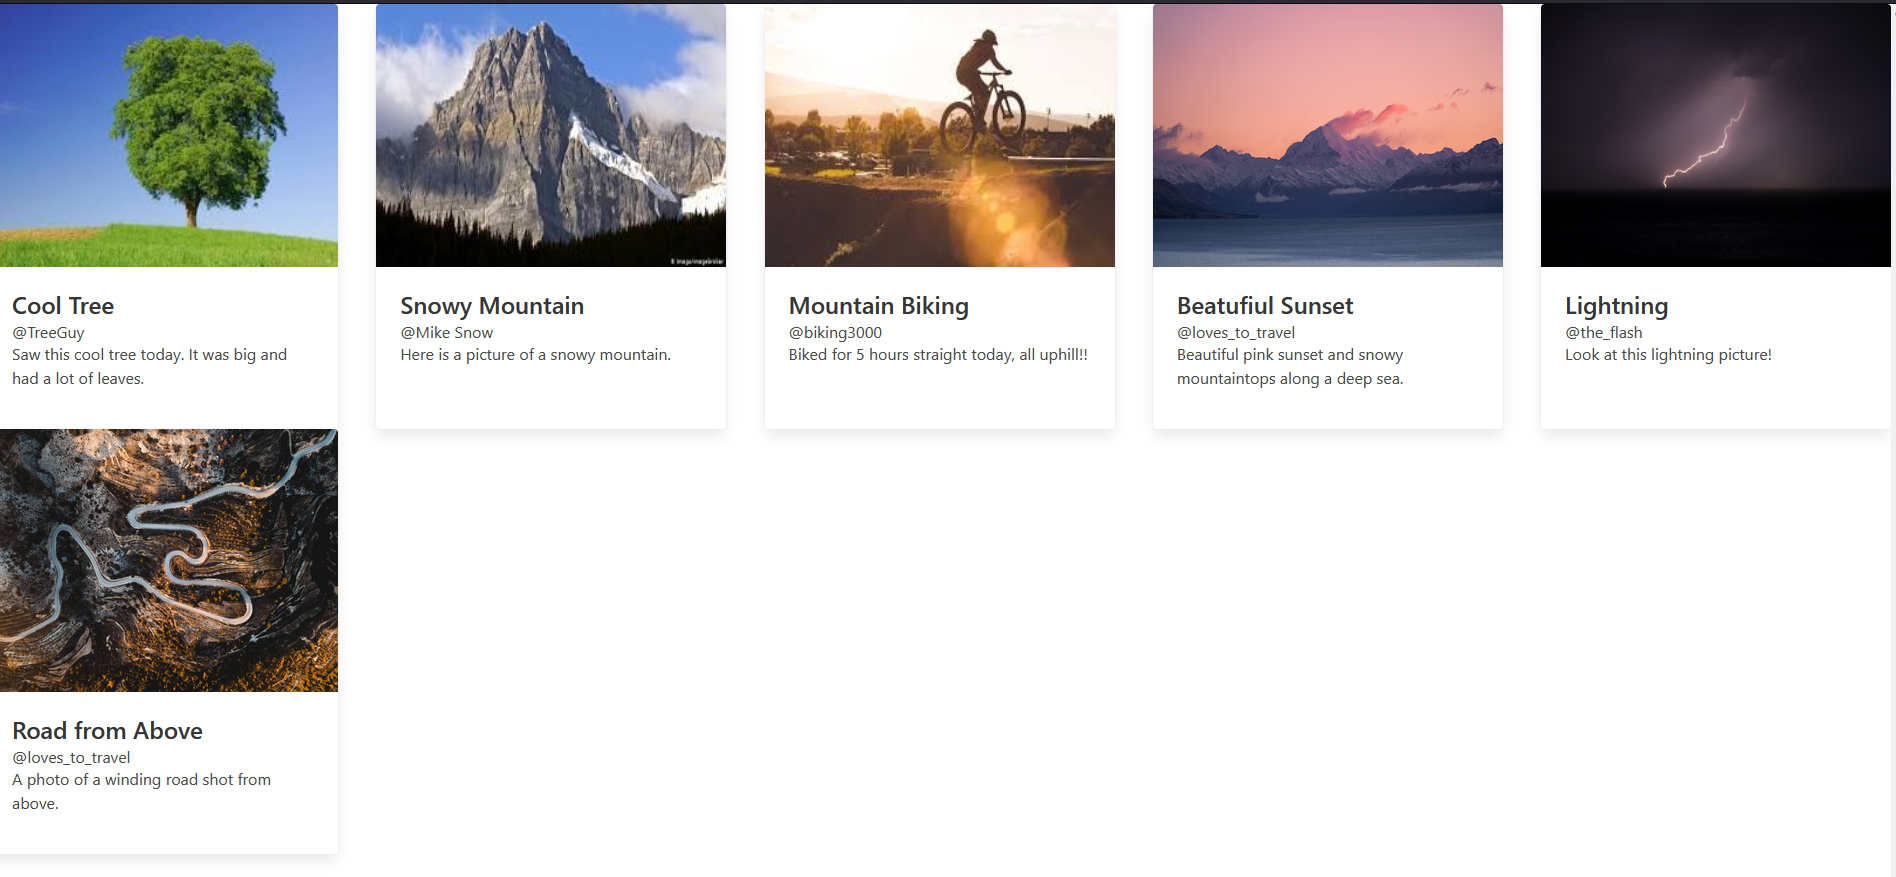 Cool Tree
@TreeGuy
Saw this cool tree today. It was big and
had a lot of leaves.
Snowy Mountain
@Mike Snow
Here is a picture of a snowy mountain.
Mountain Biking
@biking3000
Biked for 5 hours straight today, all uphill!!
Beatufiul Sunset
@loves_to_travel
Beautiful pink sunset and snowy
mountaintops along a deep sea.
Lightning
@the_flash
Look at this lightning picture!
Road from Above
@loves_to_travel
A photo of a winding road shot from
above.